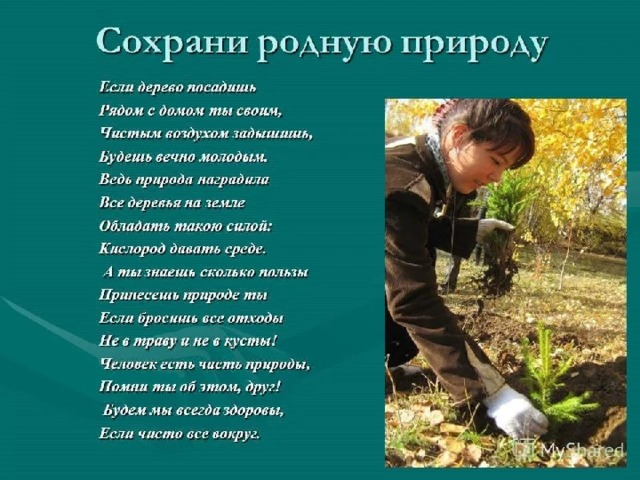 Сохрани родную природу
Если дерево посадишь
Рядом с домом ты своим,
Чистым воздухом задышишь,
Будешь вечно молодым.
Ведь природа наградила
Все деревья на земле
Обладать такою силой:
Кислород давать среде.
А ты знаешь сколько пользы
Принесешь природе ты
Если бросишь все отходы
Не в траву и не в кусты!
Человек есть часть природы,
Помни ты об этом, друг!
Будем мы всегда здоровы,
Если чисто все вокруг.
MyShared